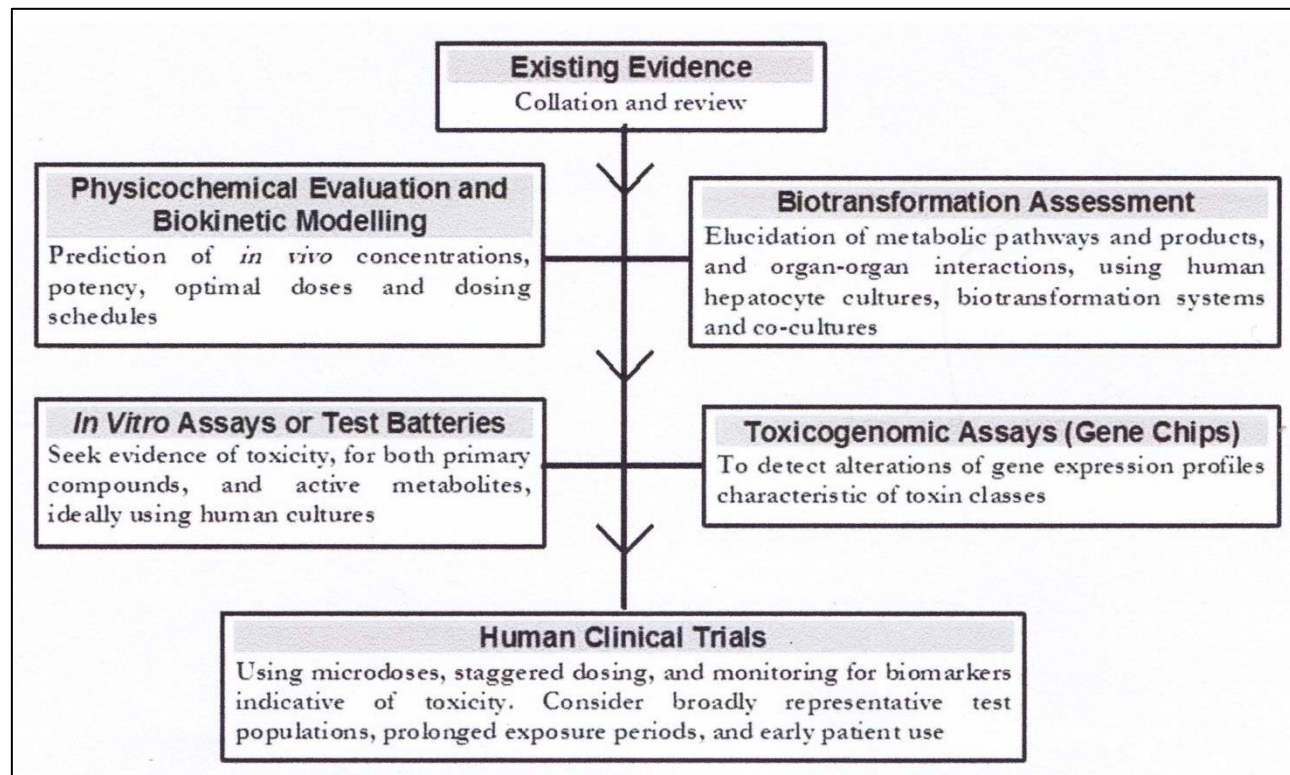 Existing Evidence
Collation and review
Physicochemical Evaluation and
Biokinetic Modelling
Prediction of in vivo concentrations,
potency, optimal doses and dosing
schedules
Biotransformation Assessment
Elucidation of metabolic pathways and products,
and organ-organ interactions, using human
hepatocyte cultures, biotransformation systems
and co-cultures
In Vitro Assays or Test Batteries
Seek evidence of toxicity, for both primary
compounds, and active metabolites,
ideally using human cultures
Toxicogenomic Assays (Gene Chips)
To detect alterations of gene expression profiles
characteristic of toxin classes
Human Clinical Trials
Using microdoses, staggered dosing, and monitoring for biomarkers
indicative of toxicity. Consider broadly representative test
populations, prolonged exposure periods, and early patient use